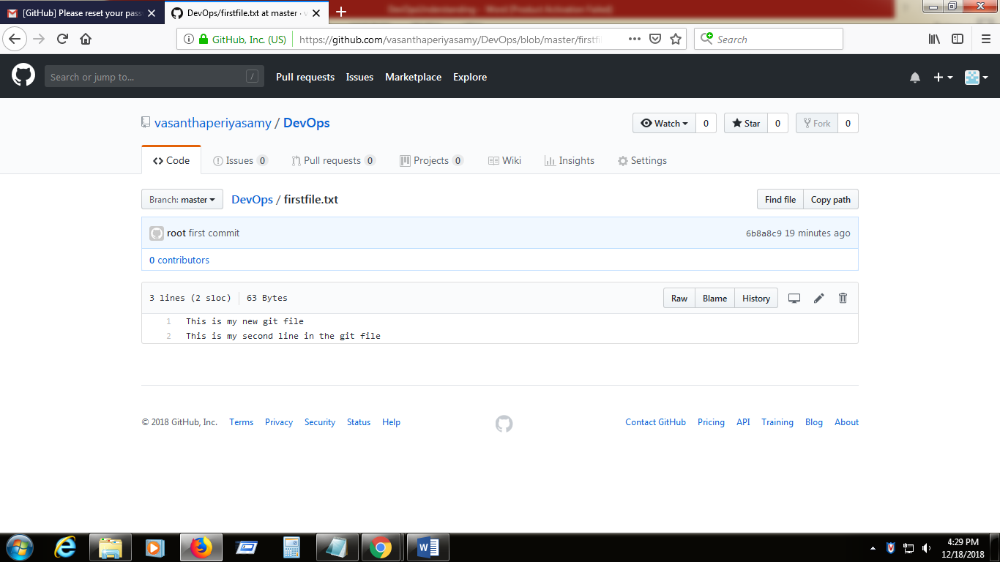 [GitHub] Please reset your pass
DevOps/firstfile.txt at master · v
GitHub, Inc. (US)
https://github.com/vasanthaperiyasamy/DevOps/blob/master/firstfi
Search
Search or jump to...
/
Pull requests
Issues
Marketplace
Explore
vasanthaperiyasamy / DevOps
Watch 0
Star 0
Fork 0
Code
Issues 0
Pull requests 0
Projects 0
Wiki
Insights
Settings
Branch: master
DevOps / firstfile.txt
Find file
Copy path
root first commit
6b8a8c9 19 minutes ago
0 contributors
3 lines (2 sloc) 63 Bytes
Raw
Blame
History
1 This is my new git file
2 This is my second line in the git file
© 2018 GitHub, Inc.
Terms
Privacy
Security
Status
Help
Contact GitHub
Pricing
API
Training
Blog
About
4:29 PM
12/18/2018